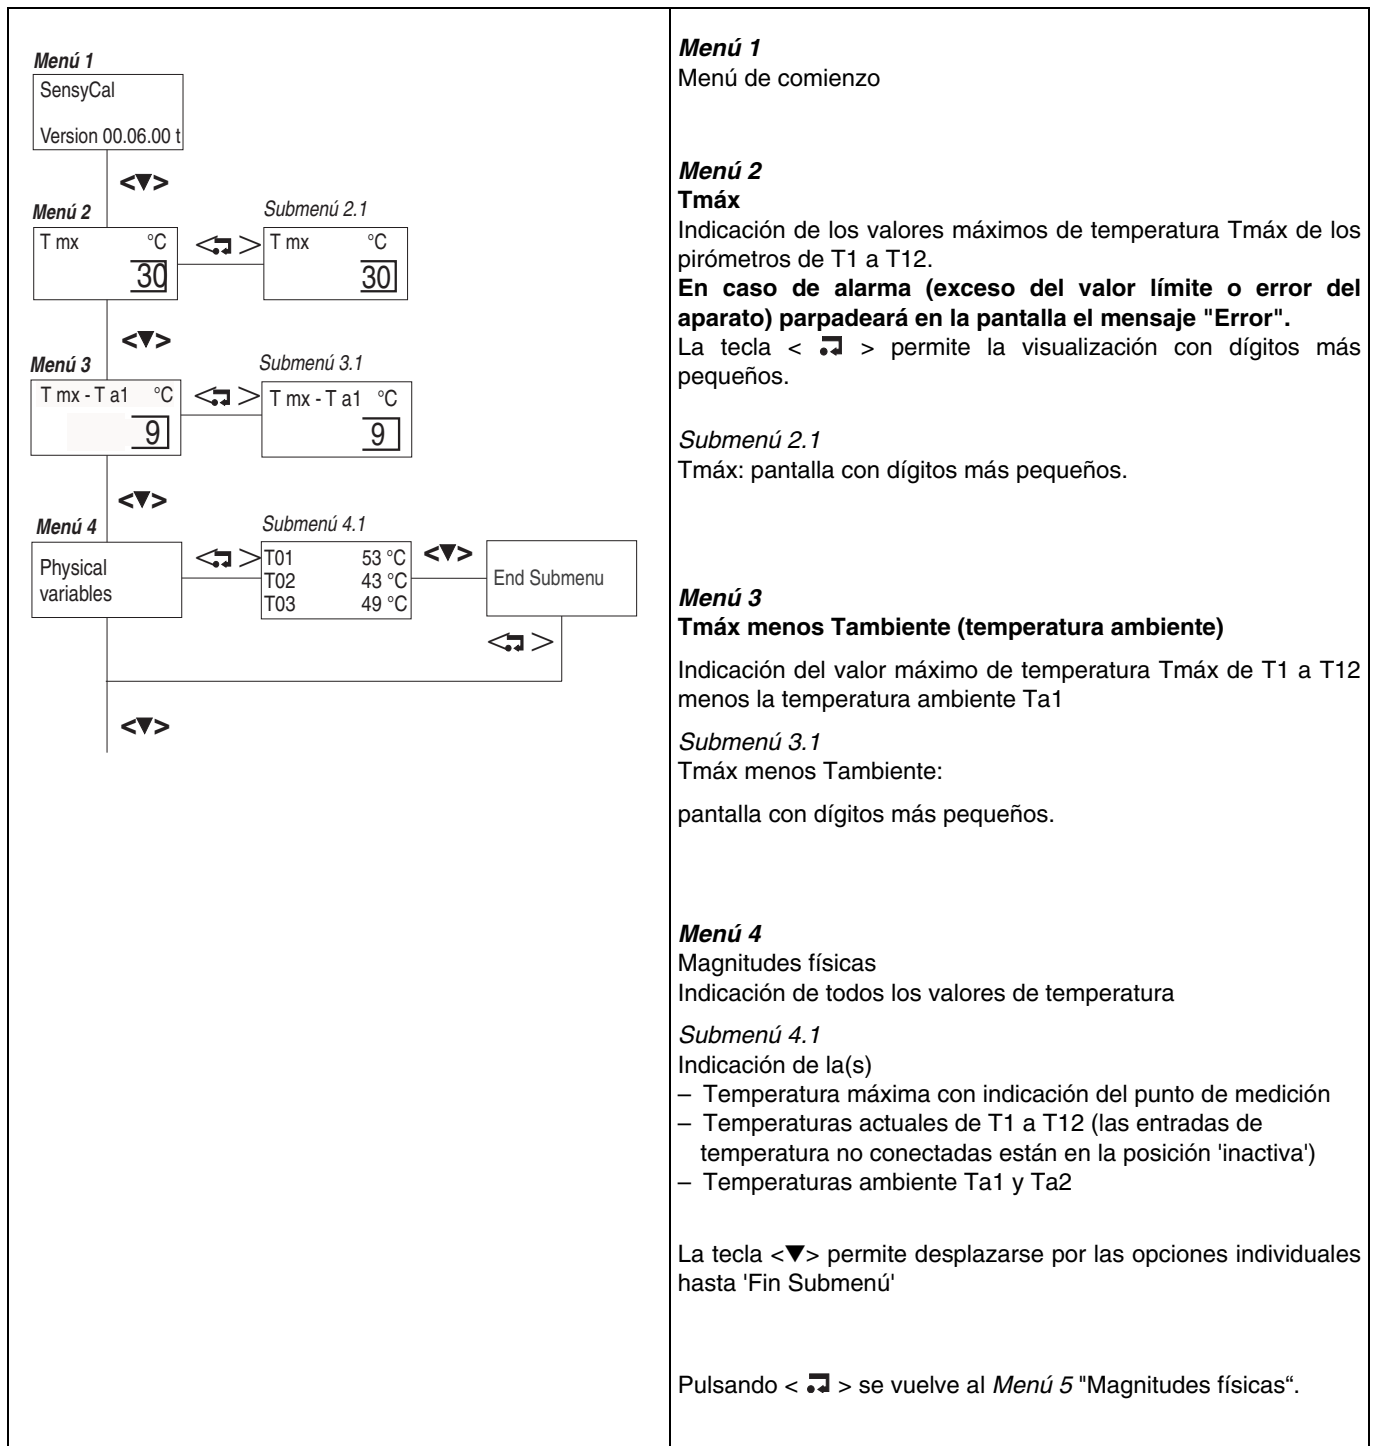 Menú 1
SensyCal
Version 00.06.00 t
<▼>
Menú 2
Submenú 2.1
T mx °C
30
< >
T mx °C
30
<▼>
Menú 3
Submenú 3.1
T mx - T a1 °C
9
< >
T mx - T a1 °C
9
<▼>
Menú 4
Submenú 4.1
Physical
variables
< >
T01 53 °C
T02 43 °C
T03 49 °C
<▼>
End Submenu
< >
<▼>
Menú 1
Menú de comienzo
Menú 2
Tmáx
Indicación de los valores máximos de temperatura Tmáx de los
pirómetros de T1 a T12.
En caso de alarma (exceso del valor límite o error del
aparato) parpadeará en la pantalla el mensaje "Error".
La tecla < > permite la visualización con dígitos más
pequeños.
Submenú 2.1
Tmáx: pantalla con dígitos más pequeños.
Menú 3
Tmáx menos Tambiente (temperatura ambiente)
Indicación del valor máximo de temperatura Tmáx de T1 a T12
menos la temperatura ambiente Ta1
Submenú 3.1
Tmáx menos Tambiente:
pantalla con dígitos más pequeños.
Menú 4
Magnitudes físicas
Indicación de todos los valores de temperatura
Submenú 4.1
Indicación de la(s)
– Temperatura máxima con indicación del punto de medición
– Temperaturas actuales de T1 a T12 (las entradas de
temperatura no conectadas están en la posición 'inactiva')
– Temperaturas ambiente Ta1 y Ta2
La tecla <▼> permite desplazarse por las opciones individuales
hasta 'Fin Submenú'
Pulsando < > se vuelve al Menú 5 "Magnitudes físicas“.